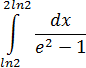 2ln2
∫ dx / (e² − 1)
ln2